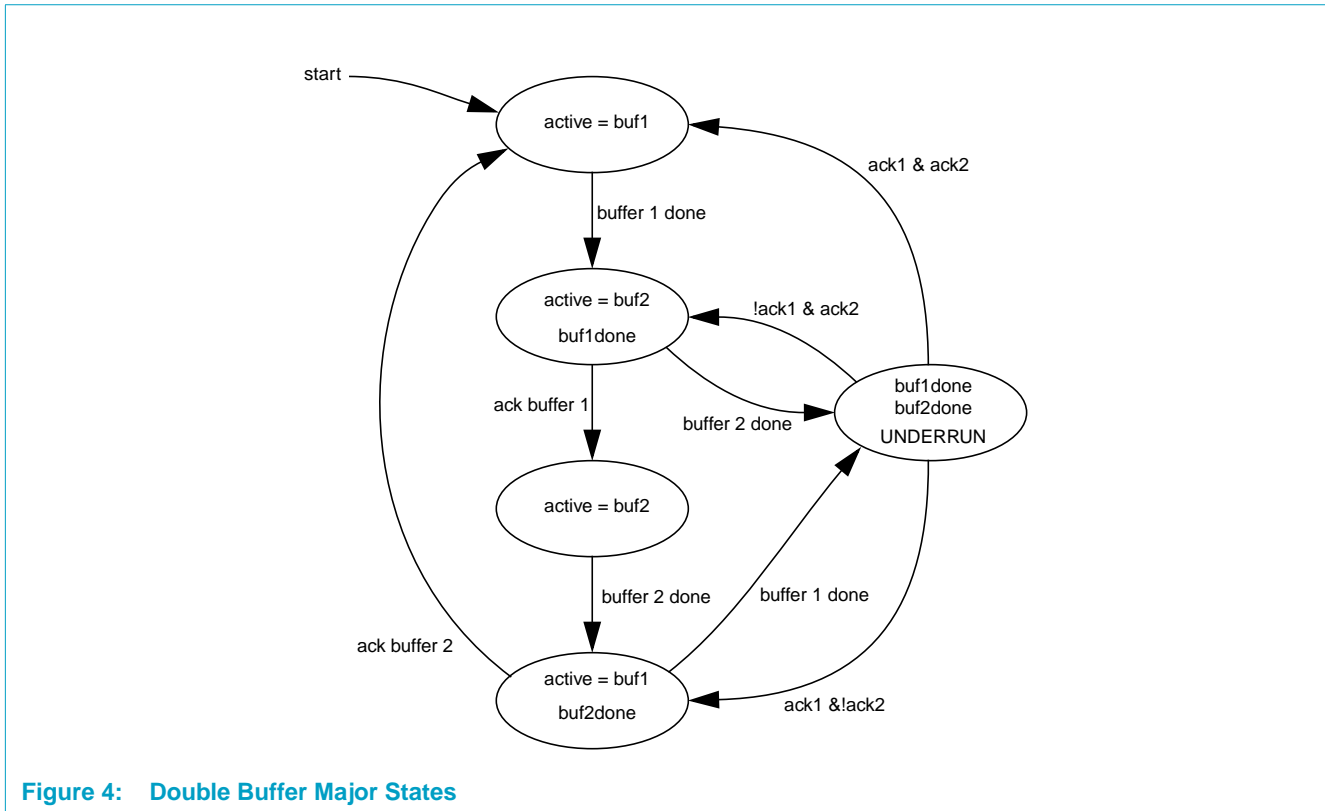 start
active = buf1
ack1 & ack2
buffer 1 done
active = buf2
buf1done
!ack1 & ack2
buf1done
buf2done
UNDERRUN
ack buffer 1
buffer 2 done
active = buf2
buffer 2 done
buffer 1 done
ack buffer 2
active = buf1
buf2done
ack1 &!ack2
Figure 4: Double Buffer Major States